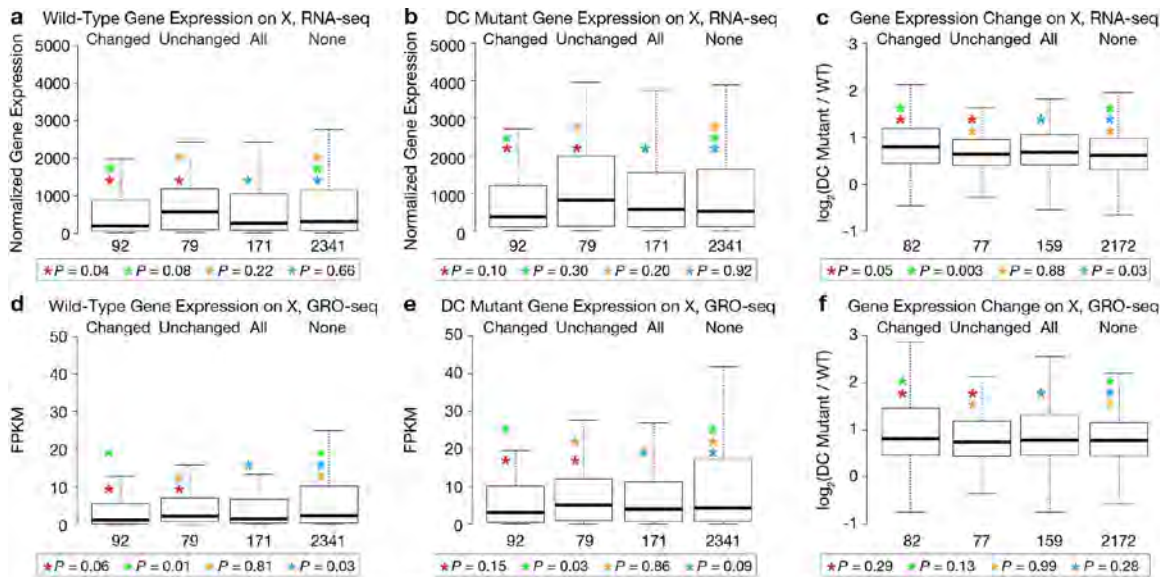 a Wild-Type Gene Expression on X, RNA-seq
Changed Unchanged All None
Normalized Gene Expression
5000
4000
3000
2000
1000
0
92 79 171 2341
★P = 0.04 ★P = 0.08 ★P = 0.22 ★P = 0.66
b DC Mutant Gene Expression on X, RNA-seq
Changed Unchanged All None
Normalized Gene Expression
5000
4000
3000
2000
1000
0
92 79 171 2341
★P = 0.10 ★P = 0.30 ★P = 0.20 ★P = 0.92
c Gene Expression Change on X, RNA-seq
Changed Unchanged All None
log2(DC Mutant / WT)
3
2
1
0
-1
82 77 159 2172
★P = 0.05 ★P = 0.003 ★P = 0.88 ★P = 0.03
d Wild-Type Gene Expression on X, GRO-seq
Changed Unchanged All None
FPKM
50
40
30
20
10
0
92 79 171 2341
★P = 0.06 ★P = 0.01 ★P = 0.81 ★P = 0.03
e DC Mutant Gene Expression on X, GRO-seq
Changed Unchanged All None
FPKM
50
40
30
20
10
0
92 79 171 2341
★P = 0.15 ★P = 0.03 ★P = 0.86 ★P = 0.09
f Gene Expression Change on X, GRO-seq
Changed Unchanged All None
log2(DC Mutant / WT)
3
2
1
0
-1
82 77 159 2172
★P = 0.29 ★P = 0.13 ★P = 0.99 ★P = 0.28